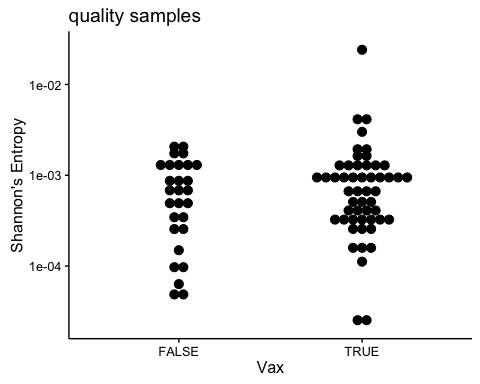 quality samples
Shannon's Entropy
1e-02
1e-03
1e-04
FALSE
TRUE
Vax